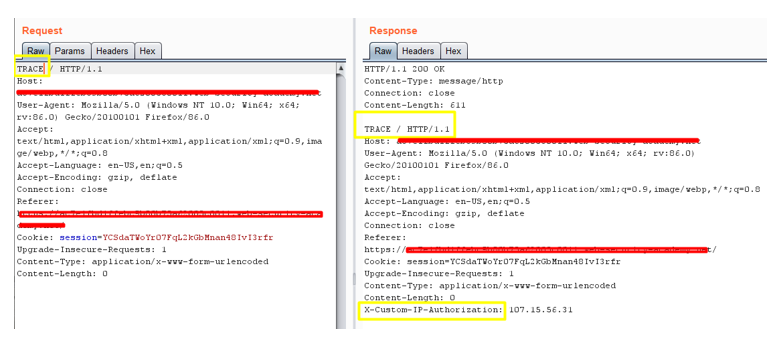 Request
Raw Params Headers Hex
TRACE / HTTP/1.1
Host:
User-Agent: Mozilla/5.0 (Windows NT 10.0; Win64; x64;
rv:86.0) Gecko/20100101 Firefox/86.0
Accept:
text/html,application/xhtml+xml,application/xml;q=0.9,ima
ge/webp,*/*;q=0.8
Accept-Language: en-US,en;q=0.5
Accept-Encoding: gzip, deflate
Connection: close
Referer:
Cookie: session=YCSdaTWoYr07FqL2kGbMnan48IvI3rfr
Upgrade-Insecure-Requests: 1
Content-Type: application/x-www-form-urlencoded
Content-Length: 0
Response
Raw Headers Hex
HTTP/1.1 200 OK
Content-Type: message/http
Connection: close
Content-Length: 611
TRACE / HTTP/1.1
Host:
User-Agent: Mozilla/5.0 (Windows NT 10.0; Win64; x64; rv:86.0)
Gecko/20100101 Firefox/86.0
Accept:
text/html,application/xhtml+xml,application/xml;q=0.9,image/webp,*/*;q=0.8
Accept-Language: en-US,en;q=0.5
Accept-Encoding: gzip, deflate
Connection: close
Referer:
https://
Cookie: session=YCSdaTWoYr07FqL2kGbMnan48IvI3rfr
Upgrade-Insecure-Requests: 1
Content-Type: application/x-www-form-urlencoded
Content-Length: 0
X-Custom-IP-Authorization: 107.15.56.31